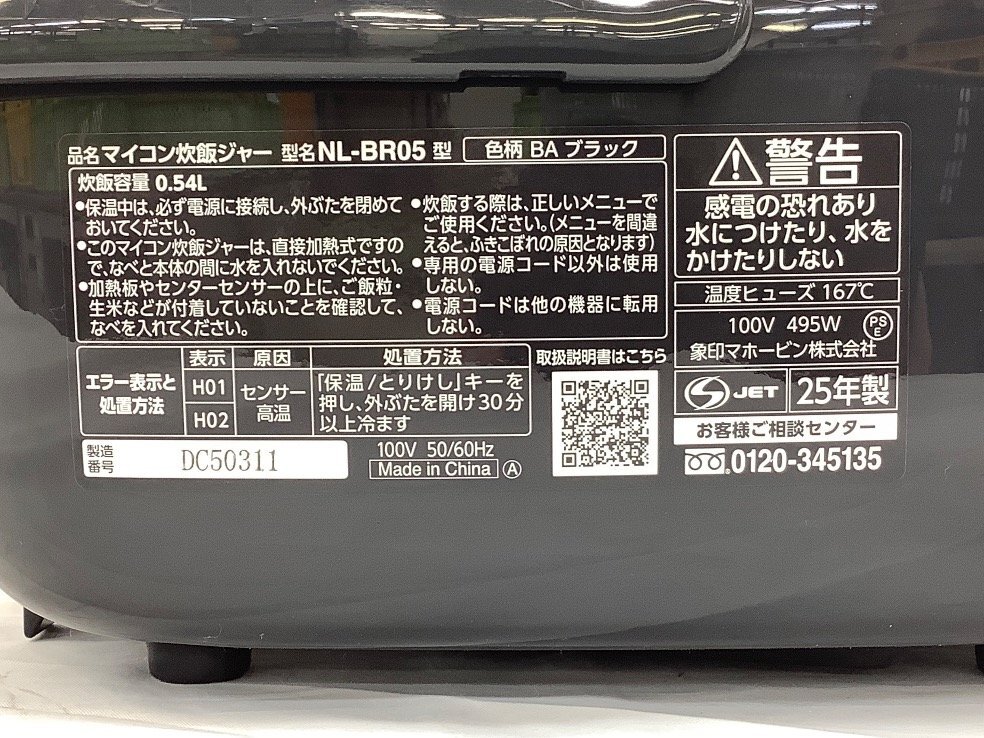 品名 マイコン炊飯ジャー 型名 NL-BR05 型 色柄 BA ブラック
炊飯容量 0.54L
•保温中は、必ず電源に接続し、外ぶたを閉めて
おいてください。
•このマイコン炊飯ジャーは、直接加熱式ですの
で、なべと本体の間に水を入れないでください。
•加熱板やセンターセンサーの上に、ご飯粒・
生米などが付着していないことを確認して、
なべを入れてください。
•炊飯する際は、正しいメニューで
ご使用ください。(メニューを間違
えると、ふきこぼれの原因となります)
•専用の電源コード以外は使用
しない。
•電源コードは他の機器に転用
しない。
エラー表示と
処置方法
表示 原因 処置方法
H01
H02
センサー
高温
「保温/とりけし」キーを
押し、外ぶたを開け30分
以上冷ます
取扱説明書はこちら
製造
番号
DC50311
100V 50/60Hz
Made in China A
警告
感電の恐れあり
水につけたり、水を
かけたりしない
温度ヒューズ 167℃
100V 495W
PS
E
象印マホービン株式会社
S JET 25年製
お客様ご相談センター
0120-345135